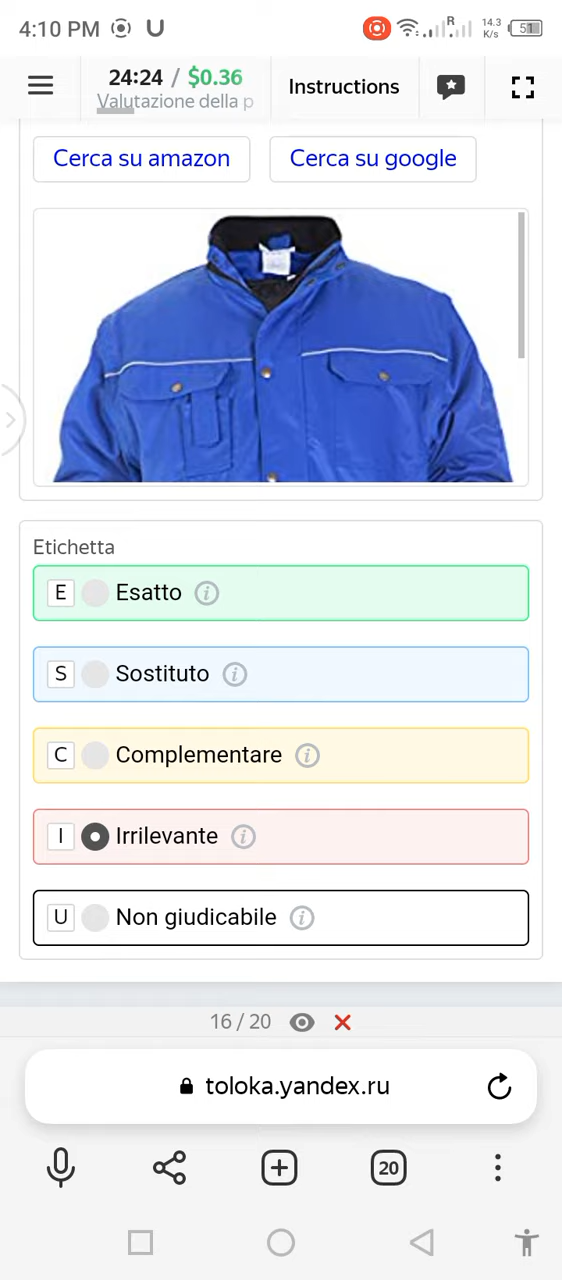 4:10 PM
R
14.3
K/s
51
24:24 / $0.36
Valutazione della p
Instructions
Cerca su amazon
Cerca su google
Etichetta
E Esatto i
S Sostituto i
C Complementare i
I Irrilevante i
U Non giudicabile i
16 / 20
toloka.yandex.ru
20